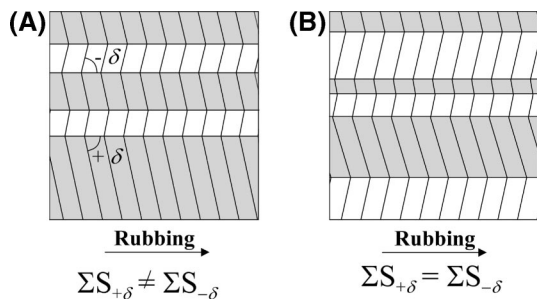 (A)
- δ
+ δ
Rubbing
ΣS+δ ≠ ΣS−δ
(B)
Rubbing
ΣS+δ = ΣS−δ